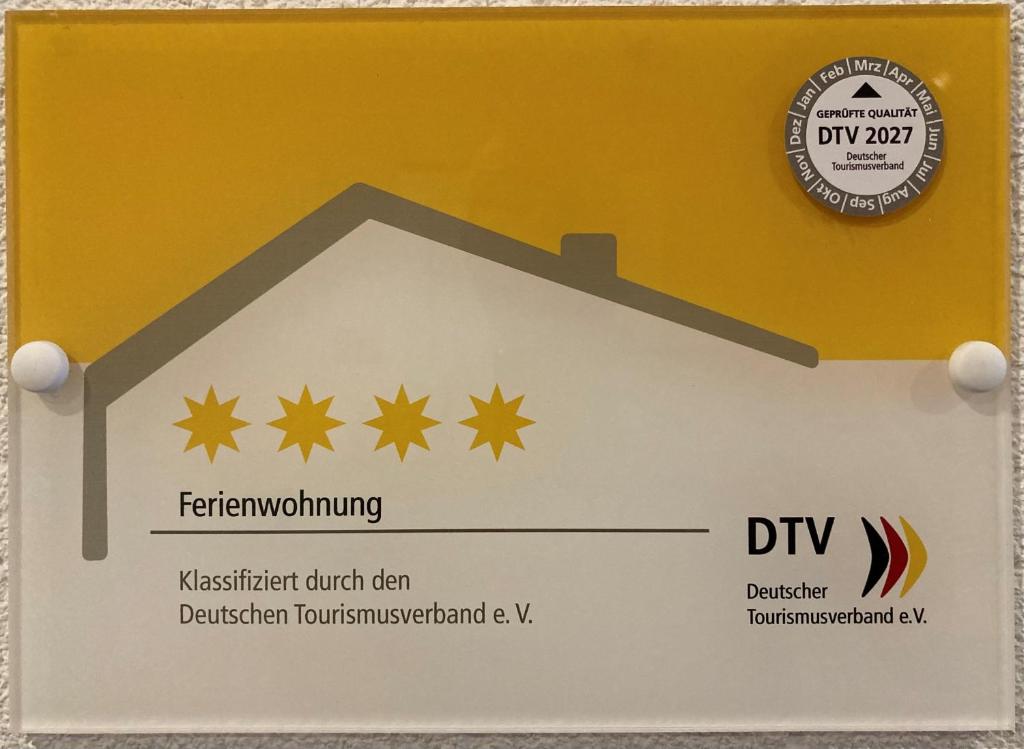 Jan | Feb | Mrz | Apr | Mai | Jun | Jul | Aug | Sep | Okt | Nov | Dez
GEPRÜFTE QUALITÄT
DTV 2027
Deutscher
Tourismusverband
Ferienwohnung
Klassifiziert durch den
Deutschen Tourismusverband e. V.
DTV
Deutscher
Tourismusverband e.V.